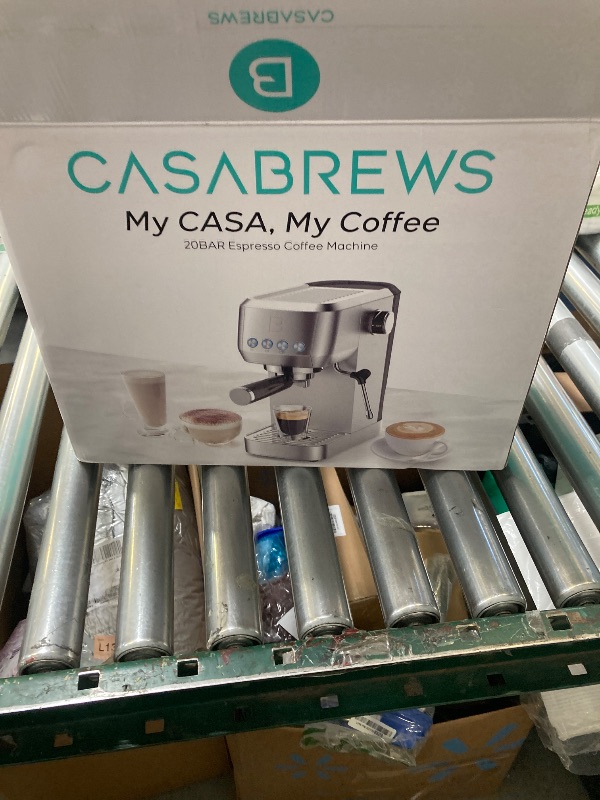 CASABREWS
B
CASABREWS
My CASA, My Coffee
20BAR Espresso Coffee Machine